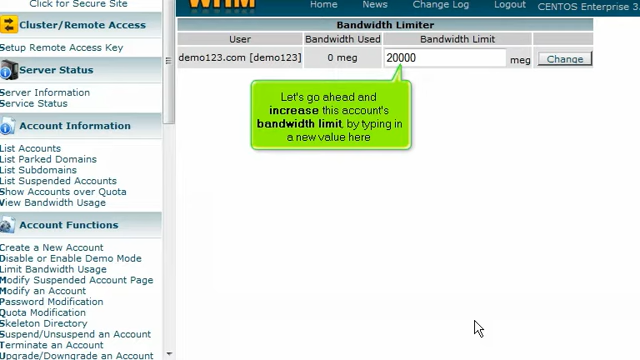 Click for Secure Site
WHM
Home News Change Log Logout CENTOS Enterprise 3.
Cluster/Remote Access
Setup Remote Access Key
Server Status
Server Information
Service Status
Account Information
List Accounts
List Parked Domains
List Subdomains
List Suspended Accounts
Show Accounts over Quota
View Bandwidth Usage
Account Functions
Create a New Account
Disable or Enable Demo Mode
Limit Bandwidth Usage
Modify Suspended Account Page
Modify an Account
Password Modification
Quota Modification
Skeleton Directory
Suspend/Unsuspend an Account
Terminate an Account
Upgrade/Downgrade an Account
Bandwidth Limiter
User Bandwidth Used Bandwidth Limit
demo123.com [demo123] 0 meg 20000 meg Change
Let's go ahead and
increase this account's
bandwidth limit, by typing in
a new value here